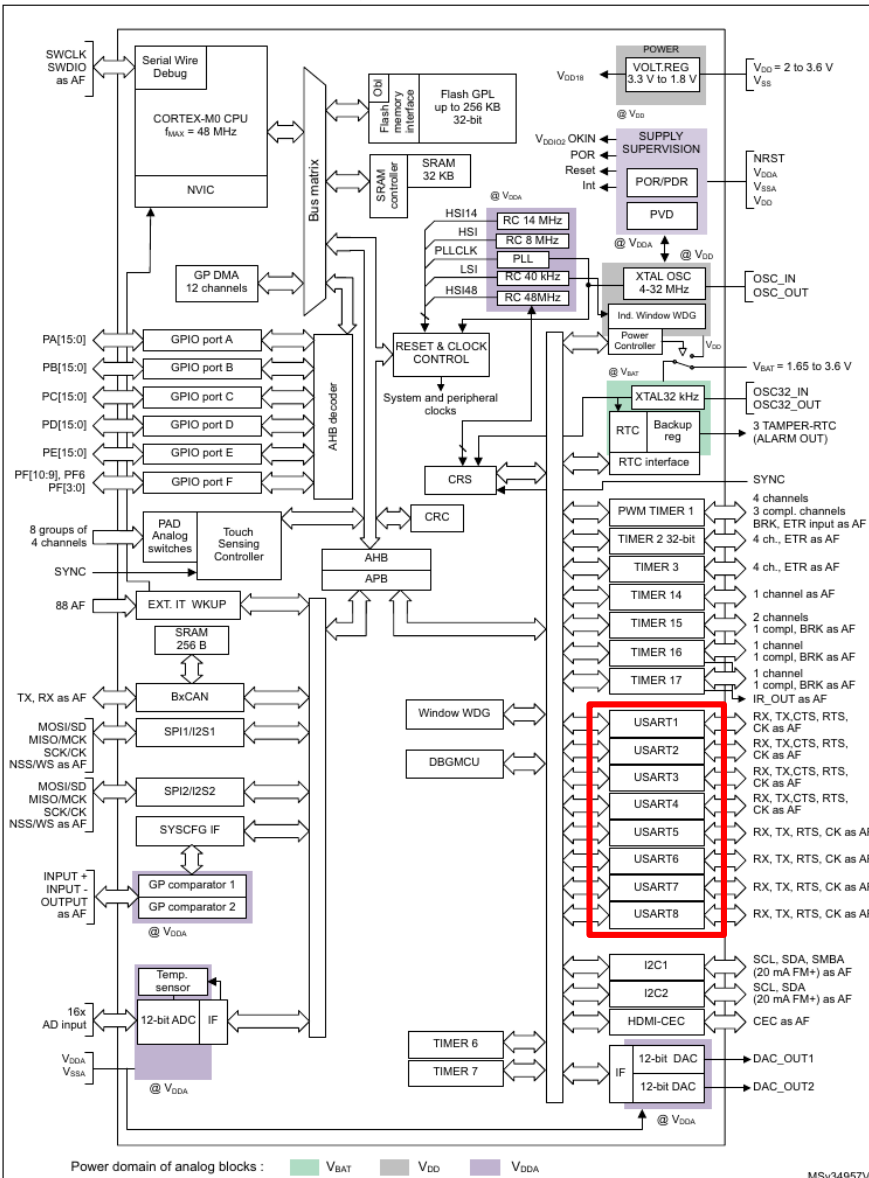 SWCLK
SWDIO
as AF
Serial Wire
Debug
CORTEX-M0 CPU
fMAX = 48 MHz
NVIC
Bus matrix
Obl
Flash
memory
interface
Flash GPL
up to 256 KB
32-bit
SRAM
controller
SRAM
32 KB
POWER
VOLT.REG
3.3 V to 1.8 V
VDD18
VDD = 2 to 3.6 V
VSS
@ VDD
VDDIO2 OKIN
POR
Reset
Int
SUPPLY
SUPERVISION
POR/PDR
PVD
NRST
VDDA
VSSA
VDD
@ VDDA
@ VDD
@ VDDA
HSI14
HSI
PLLCLK
LSI
HSI48
RC 14 MHz
RC 8 MHz
PLL
RC 40 kHz
RC 48MHz
XTAL OSC
4-32 MHz
OSC_IN
OSC_OUT
Ind. Window WDG
Power
Controller
VDD
@ VBAT
VBAT = 1.65 to 3.6 V
GP DMA
12 channels
PA[15:0]
GPIO port A
PB[15:0]
GPIO port B
PC[15:0]
GPIO port C
PD[15:0]
GPIO port D
PE[15:0]
GPIO port E
PF[10:9], PF6
PF[3:0]
GPIO port F
AHB decoder
RESET & CLOCK
CONTROL
System and peripheral
clocks
XTAL32 kHz
OSC32_IN
OSC32_OUT
RTC
Backup
reg
RTC interface
3 TAMPER-RTC
(ALARM OUT)
CRS
SYNC
8 groups of
4 channels
PAD
Analog
switches
Touch
Sensing
Controller
SYNC
CRC
AHB
APB
88 AF
EXT. IT WKUP
SRAM
256 B
TX, RX as AF
BxCAN
MOSI/SD
MISO/MCK
SCK/CK
NSS/WS as AF
SPI1/I2S1
MOSI/SD
MISO/MCK
SCK/CK
NSS/WS as AF
SPI2/I2S2
SYSCFG IF
INPUT +
INPUT -
OUTPUT
as AF
GP comparator 1
GP comparator 2
@ VDDA
Temp.
sensor
16x
AD input
12-bit ADC
IF
VDDA
VSSA
@ VDDA
Window WDG
DBGMCU
TIMER 6
TIMER 7
PWM TIMER 1
4 channels
3 compl. channels
BRK, ETR input as AF
TIMER 2 32-bit
4 ch., ETR as AF
TIMER 3
4 ch., ETR as AF
TIMER 14
1 channel as AF
TIMER 15
2 channels
1 compl, BRK as AF
TIMER 16
1 channel
1 compl, BRK as AF
TIMER 17
1 channel
1 compl, BRK as AF
IR_OUT as AF
USART1
RX, TX,CTS, RTS,
CK as AF
USART2
RX, TX,CTS, RTS,
CK as AF
USART3
RX, TX,CTS, RTS,
CK as AF
USART4
RX, TX,CTS, RTS,
CK as AF
USART5
RX, TX, RTS, CK as AF
USART6
RX, TX, RTS, CK as AF
USART7
RX, TX, RTS, CK as AF
USART8
RX, TX, RTS, CK as AF
I2C1
SCL, SDA, SMBA
(20 mA FM+) as AF
I2C2
SCL, SDA
(20 mA FM+) as AF
HDMI-CEC
CEC as AF
IF
12-bit DAC
DAC_OUT1
12-bit DAC
DAC_OUT2
@ VDDA
Power domain of analog blocks :
VBAT
VDD
VDDA
MSv34957V